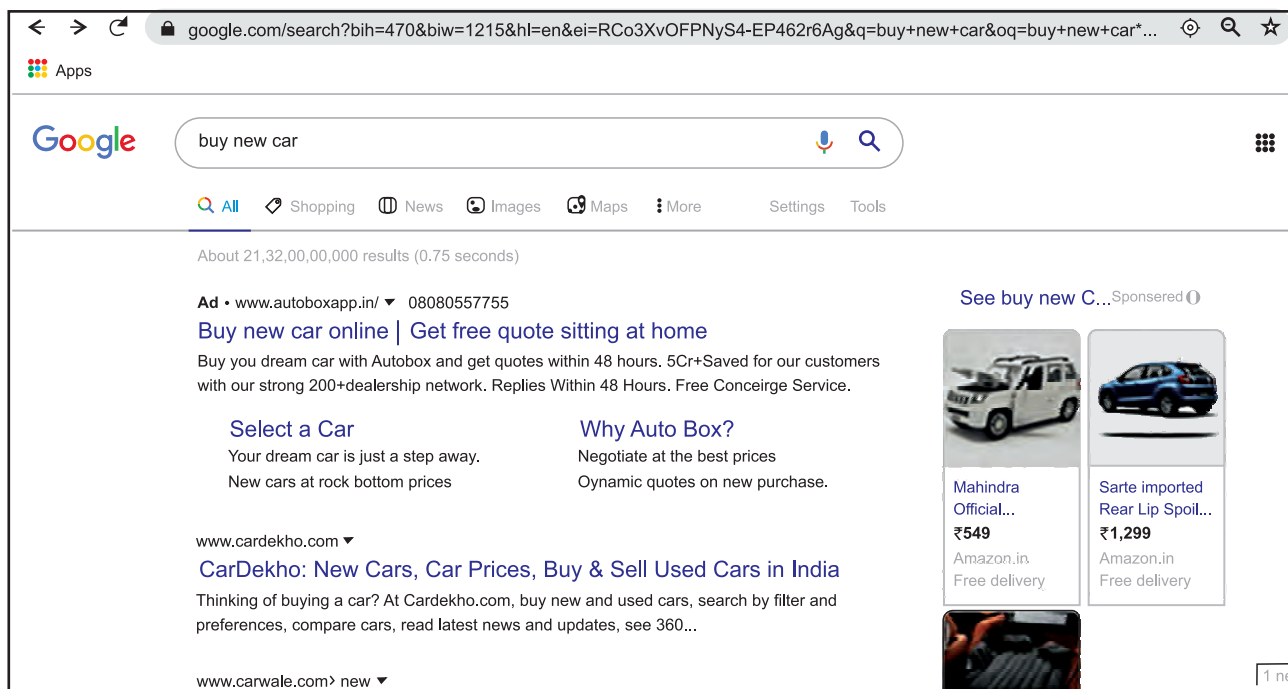 google.com/search?bih=470&biw=1215&hl=en&ei=RCo3XvOFPNyS4-EP462r6Ag&q=buy+new+car&oq=buy+new+car*...
Apps
Google
buy new car
All Shopping News Images Maps More Settings Tools
About 21,32,00,00,000 results (0.75 seconds)
Ad • www.autoboxapp.in/ 08080557755
Buy new car online | Get free quote sitting at home
Buy you dream car with Autobox and get quotes within 48 hours. 5Cr+Saved for our customers
with our strong 200+dealership network. Replies Within 48 Hours. Free Conceirge Service.
Select a Car
Your dream car is just a step away.
New cars at rock bottom prices
Why Auto Box?
Negotiate at the best prices
Oynamic quotes on new purchase.
www.cardekho.com
CarDekho: New Cars, Car Prices, Buy & Sell Used Cars in India
Thinking of buying a car? At Cardekho.com, buy new and used cars, search by filter and
preferences, compare cars, read latest news and updates, see 360...
www.carwale.com› new
See buy new C... Sponsered
Mahindra
Official...
₹549
Amazon.in
Free delivery
Sarte imported
Rear Lip Spoil...
₹1,299
Amazon.in
Free delivery
1 ne